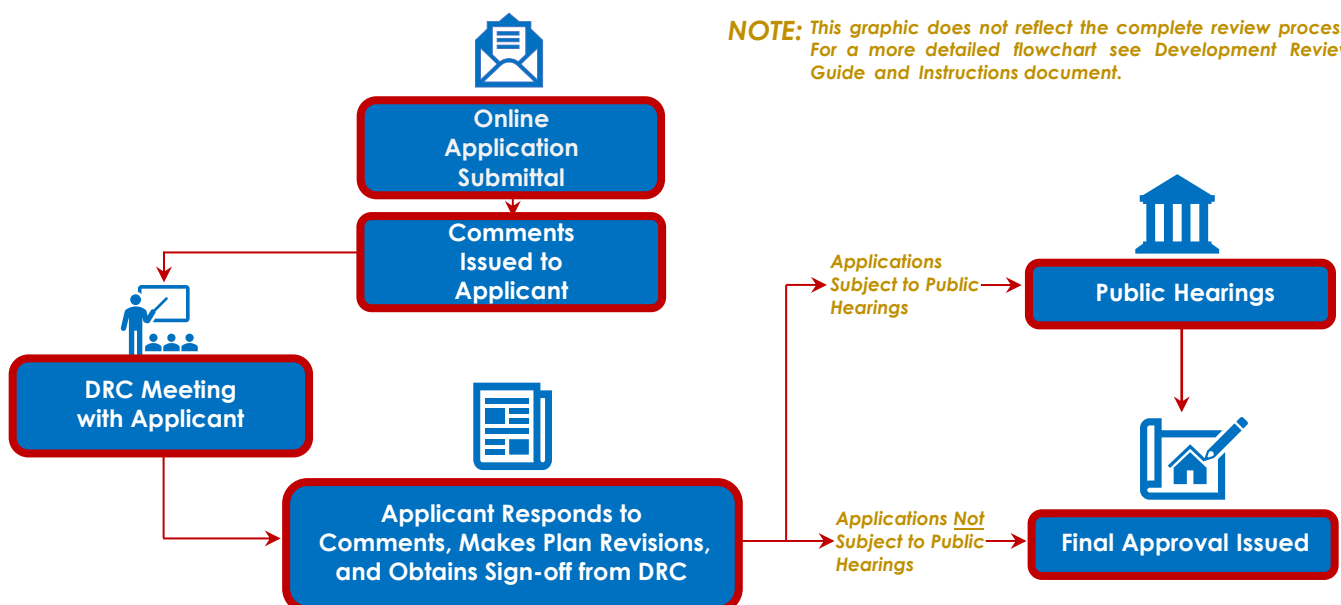 NOTE: This graphic does not reflect the complete review proces
For a more detailed flowchart see Development Revie
Guide and Instructions document.
Online
Application
Submittal
Comments
Issued to
Applicant
DRC Meeting
with Applicant
Applicant Responds to
Comments, Makes Plan Revisions,
and Obtains Sign-off from DRC
Applications
Subject to Public
Hearings
Public Hearings
Applications Not
Subject to Public
Hearings
Final Approval Issued